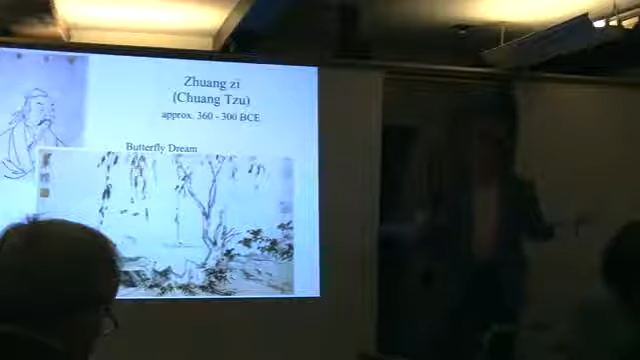 Zhuang zi
(Chuang Tzu)
approx. 360 - 300 BCE
Butterfly Dream